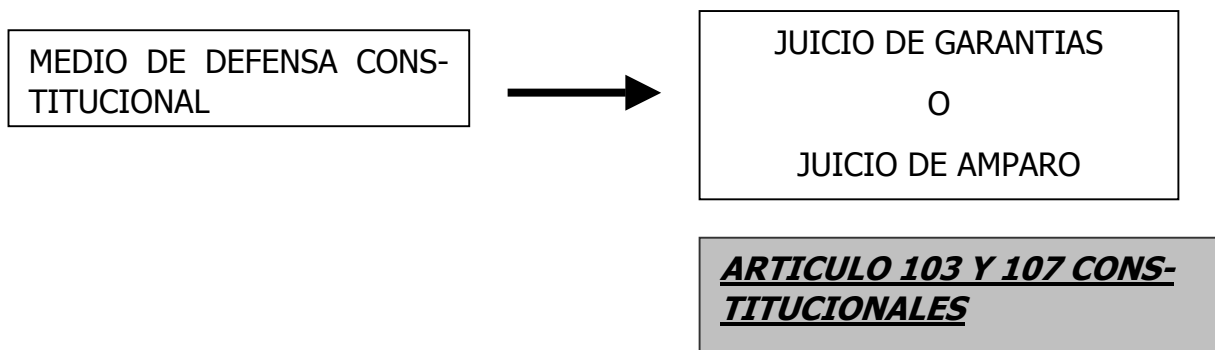 MEDIO DE DEFENSA CONS-
TITUCIONAL
JUICIO DE GARANTIAS
O
JUICIO DE AMPARO
ARTICULO 103 Y 107 CONS-
TITUCIONALES